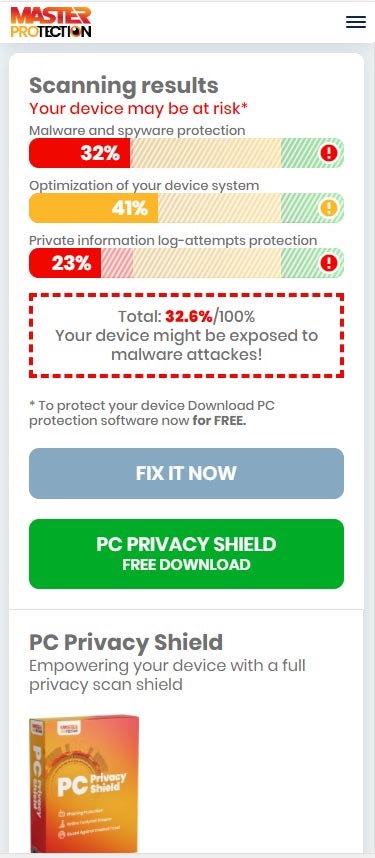 MASTER
PROTECTION
Scanning results
Your device may be at risk*
Malware and spyware protection
32%
Optimization of your device system
41%
Private information log-attempts protection
23%
Total: 32.6%/100%
Your device might be exposed to
malware attackes!
* To protect your device Download PC
protection software now for FREE.
FIX IT NOW
PC PRIVACY SHIELD
FREE DOWNLOAD
PC Privacy Shield
Empowering your device with a full
privacy scan shield
MASTER
PC Privacy
Shield
PC Privacy
Shield